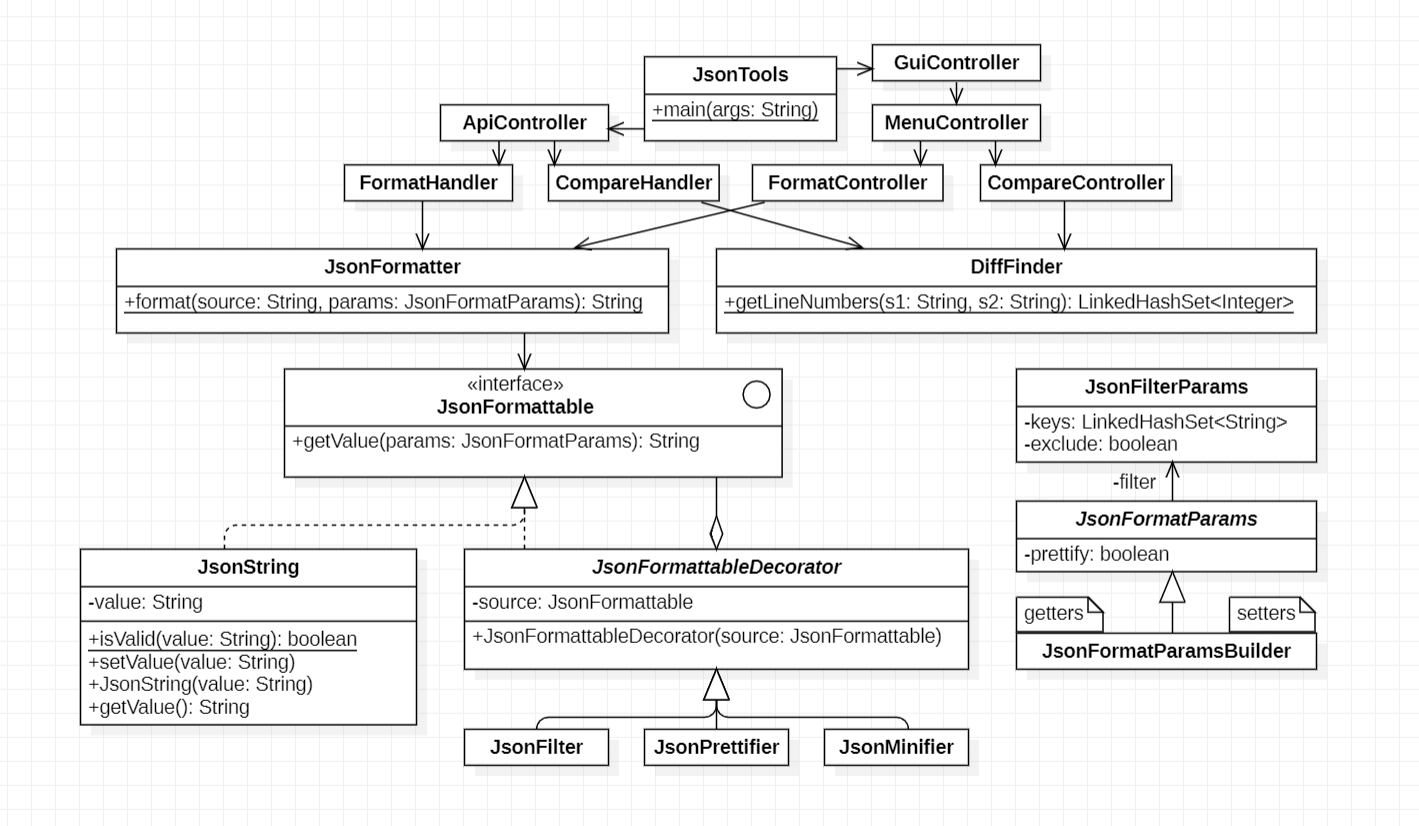 JsonTools
+main(args: String)
GuiController
ApiController
MenuController
FormatHandler
CompareHandler
FormatController
CompareController
JsonFormatter
+format(source: String, params: JsonFormatParams): String
DiffFinder
+getLineNumbers(s1: String, s2: String): LinkedHashSet<Integer>
«interface»
JsonFormattable
+getValue(params: JsonFormatParams): String
JsonFilterParams
-keys: LinkedHashSet<String>
-exclude: boolean
-filter
JsonFormatParams
-prettify: boolean
getters
setters
JsonFormatParamsBuilder
JsonString
-value: String
+isValid(value: String): boolean
+setValue(value: String)
+JsonString(value: String)
+getValue(): String
JsonFormattableDecorator
-source: JsonFormattable
+JsonFormattableDecorator(source: JsonFormattable)
JsonFilter
JsonPrettifier
JsonMinifier